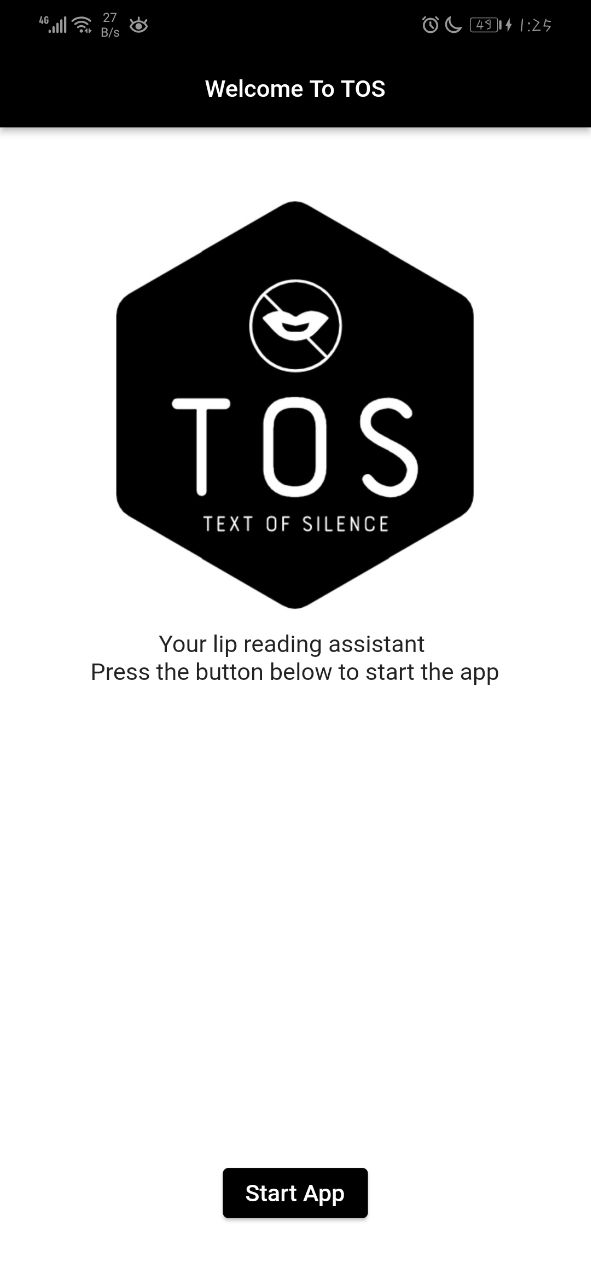 4G 27 B/s 49 1:25
Welcome To TOS
TOS
TEXT OF SILENCE
Your lip reading assistant
Press the button below to start the app
Start App